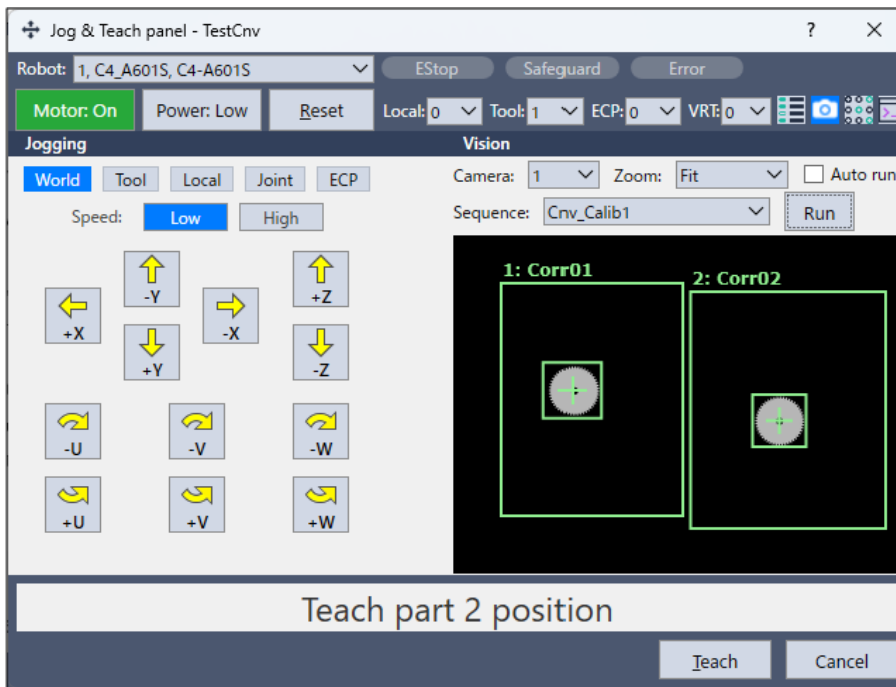 Jog & Teach panel - TestCnv ?
Robot: 1, C4_A601S, C4-A601S EStop Safeguard Error
Motor: On Power: Low Reset Local: 0 Tool: 1 ECP: 0 VRT: 0
Jogging Vision
World Tool Local Joint ECP Camera: 1 Zoom: Fit Auto run
Speed: Low High Sequence: Cnv_Calib1 Run
1: Corr01 2: Corr02
-Y +Z
+X -X
+Y -Z
-U -V -W
+U +V +W
Teach part 2 position
Teach Cancel